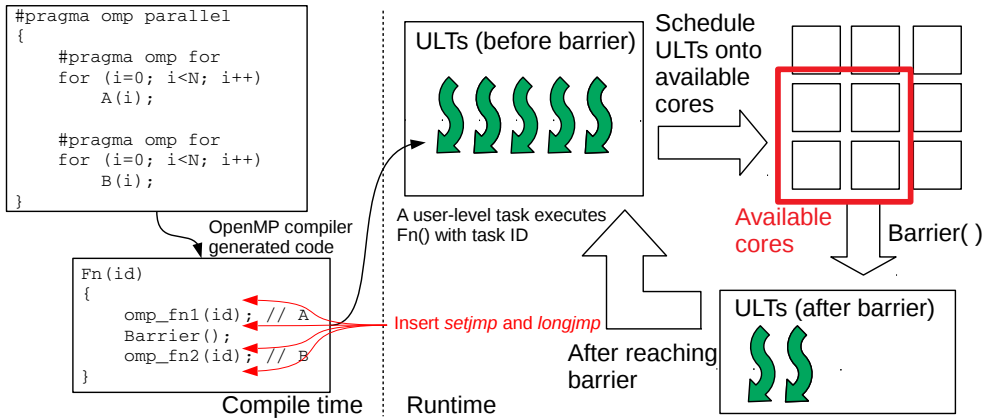 #pragma omp parallel
{
    #pragma omp for
    for (i=0; i<N; i++)
        A(i);

    #pragma omp for
    for (i=0; i<N; i++)
        B(i);
}
OpenMP compiler
generated code
Fn(id)
{
    omp_fn1(id); // A
    Barrier();
    omp_fn2(id); // B
}
Compile time
Runtime
ULTs (before barrier)
A user-level task executes
Fn() with task ID
Insert setjmp and longjmp
Schedule
ULTs onto
available
cores
Available
cores
Barrier( )
ULTs (after barrier)
After reaching
barrier